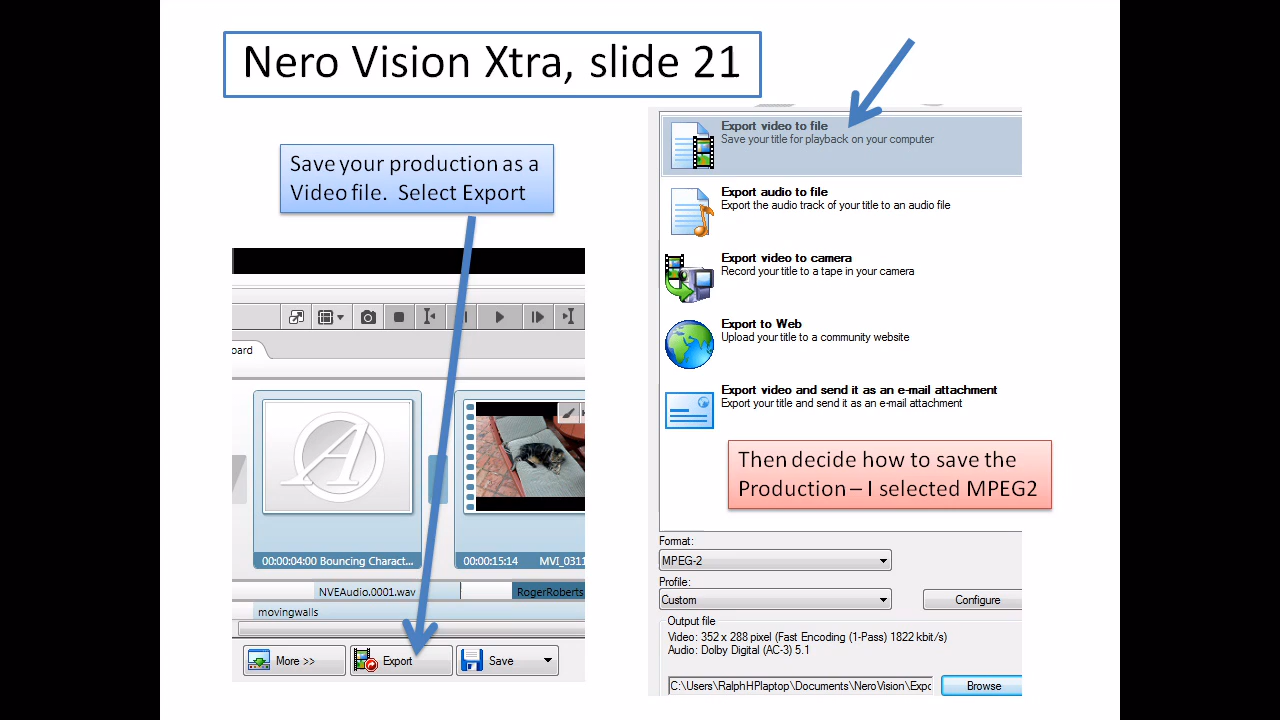 Nero Vision Xtra, slide 21
Save your production as a
Video file. Select Export
00:00:04:00 Bouncing Charact...
00:00:15:14 MVI_0311
NVEAudio.0001.wav
RogerRoberts
movingwalls
More >>
Export
Save
Export video to file
Save your title for playback on your computer
Export audio to file
Export the audio track of your title to an audio file
Export video to camera
Record your title to a tape in your camera
Export to Web
Upload your title to a community website
Export video and send it as an e-mail attachment
Export your title and send it as an e-mail attachment
Then decide how to save the
Production – I selected MPEG2
Format:
MPEG-2
Profile:
Custom
Configure
Output file
Video: 352 x 288 pixel (Fast Encoding (1-Pass) 1822 kbit/s)
Audio: Dolby Digital (AC-3) 5.1
C:\Users\RalphHPlaptop\Documents\NeroVision\Expo
Browse